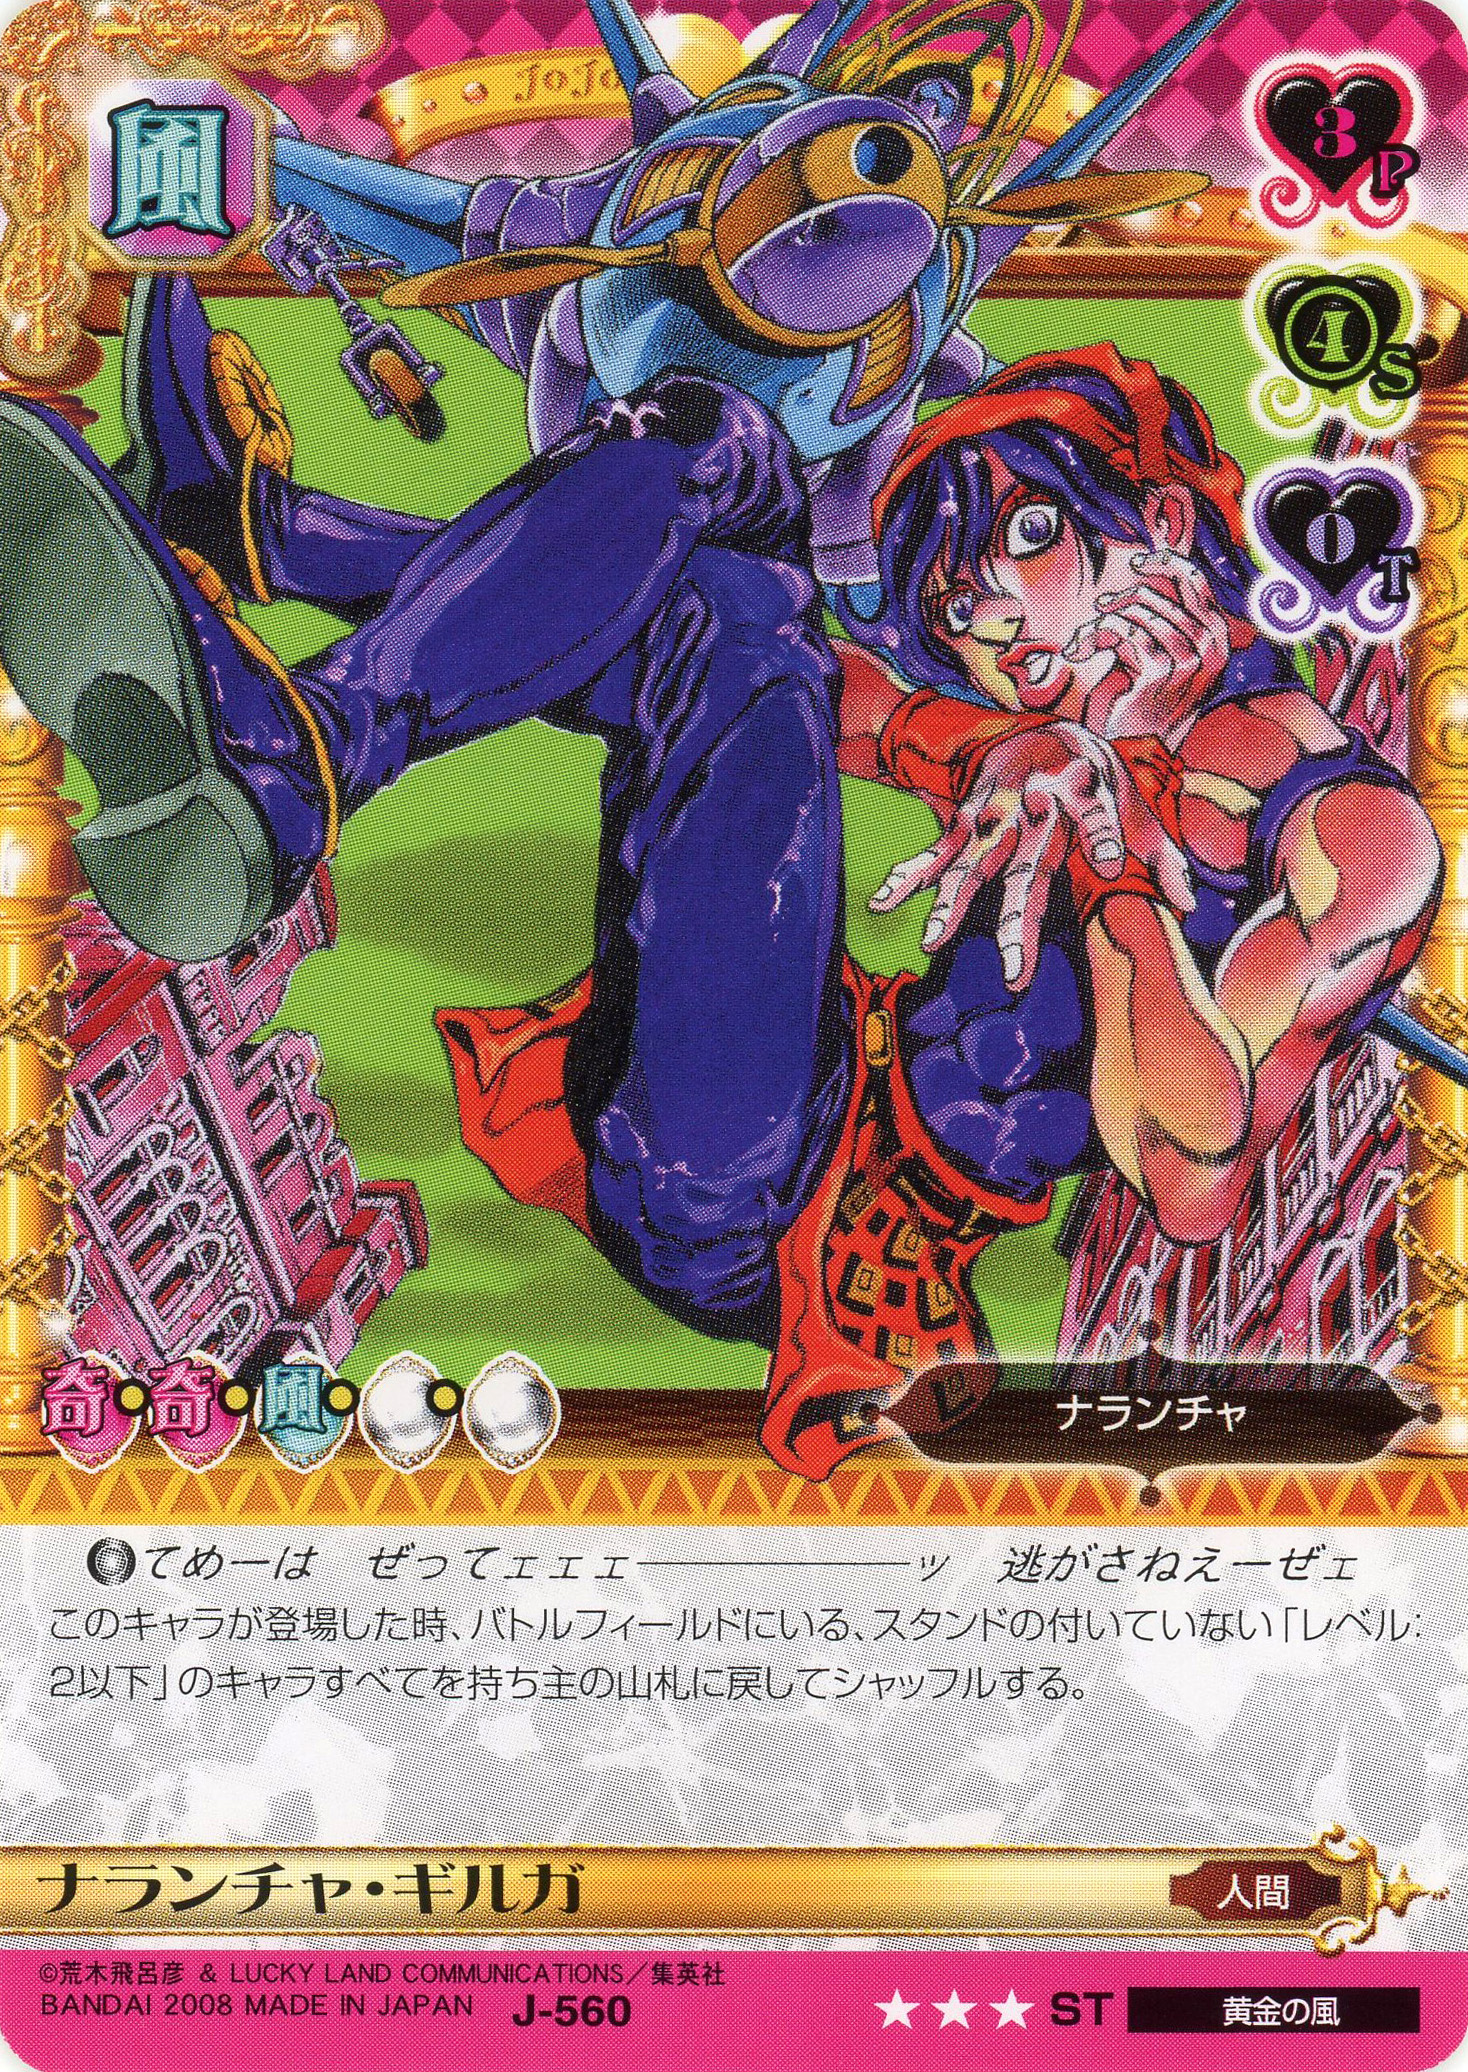 JoJo
風
3 P
4 S
0 T
奇・奇・風
ナランチャ
てめーは　ぜってェェェ――――――ッ　逃がさねえーぜェ
このキャラが登場した時、バトルフィールドにいる、スタンドの付いていない「レベル：
2以下」のキャラすべてを持ち主の山札に戻してシャッフルする。
ナランチャ・ギルガ
人間
©荒木飛呂彦 & LUCKY LAND COMMUNICATIONS／集英社
BANDAI 2008 MADE IN JAPAN J-560
★★★ ST 黄金の風